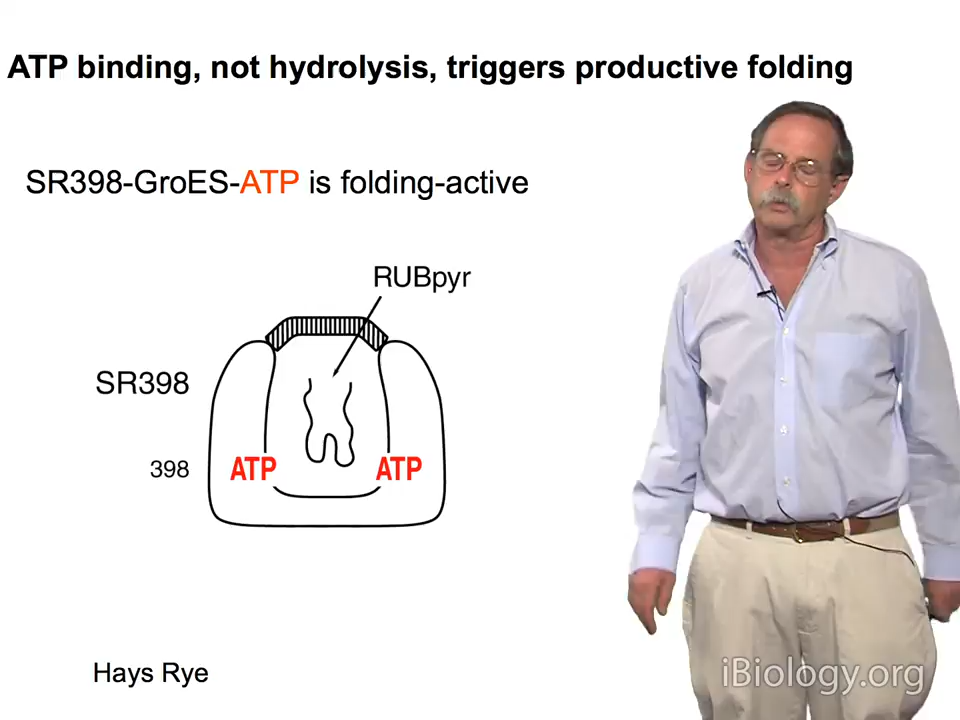 ATP binding, not hydrolysis, triggers productive folding
SR398-GroES-ATP is folding-active
RUBpyr
SR398
398
ATP
ATP
Hays Rye
iBiology.org